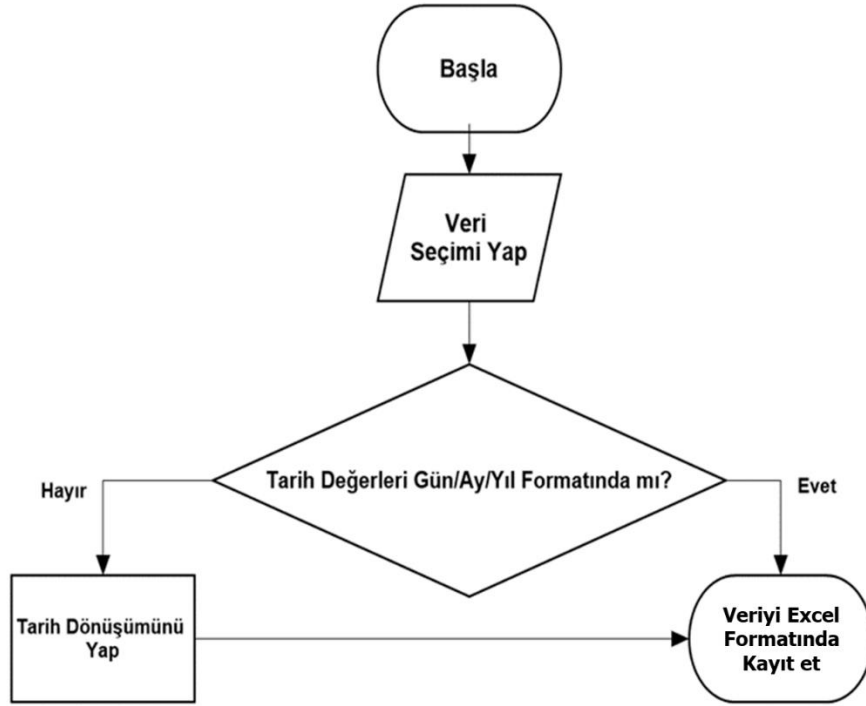 Başla
Veri
Seçimi Yap
Tarih Değerleri Gün/Ay/Yıl Formatında mı?
Hayır
Evet
Tarih Dönüşümünü
Yap
Veriyi Excel
Formatında
Kayıt et